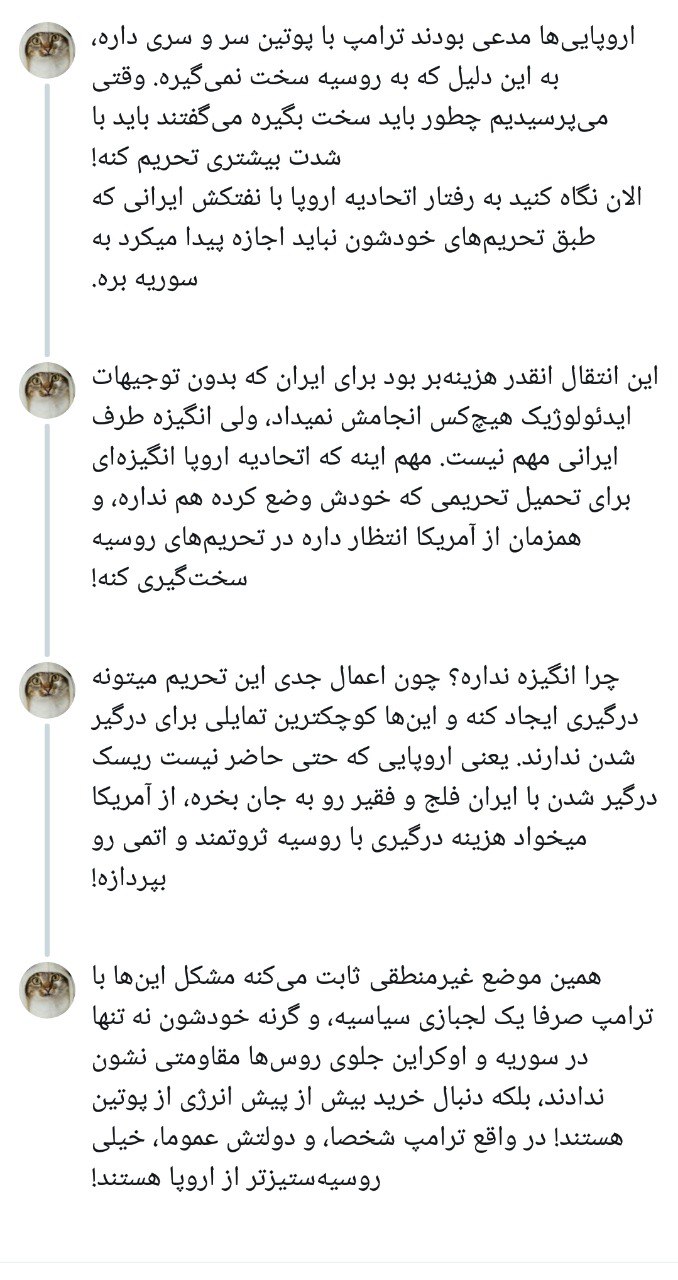 اروپایی‌ها مدعی بودند ترامپ با پوتین سر و سری داره،
به این دلیل که به روسیه سخت نمی‌گیره. وقتی
می‌پرسیدیم چطور باید سخت بگیره می‌گفتند باید با
شدت بیشتری تحریم کنه!
الان نگاه کنید به رفتار اتحادیه اروپا با نفتکش ایرانی که
طبق تحریم‌های خودشون نباید اجازه پیدا میکرد به
سوریه بره.
این انتقال انقدر هزینه‌بر بود برای ایران که بدون توجیهات
ایدئولوژیک هیچ‌کس انجامش نمیداد، ولی انگیزه طرف
ایرانی مهم نیست. مهم اینه که اتحادیه اروپا انگیزه‌ای
برای تحمیل تحریمی که خودش وضع کرده هم نداره، و
همزمان از آمریکا انتظار داره در تحریم‌های روسیه
سخت‌گیری کنه!
چرا انگیزه نداره؟ چون اعمال جدی این تحریم میتونه
درگیری ایجاد کنه و این‌ها کوچکترین تمایلی برای درگیر
شدن ندارند. یعنی اروپایی که حتی حاضر نیست ریسک
درگیر شدن با ایران فلج و فقیر رو به جان بخره، از آمریکا
میخواد هزینه درگیری با روسیه ثروتمند و اتمی رو
بپردازه!
همین موضع غیرمنطقی ثابت می‌کنه مشکل این‌ها با
ترامپ صرفا یک لجبازی سیاسیه، و گرنه خودشون نه تنها
در سوریه و اوکراین جلوی روس‌ها مقاومتی نشون
ندادند، بلکه دنبال خرید بیش از پیش انرژی از پوتین
هستند! در واقع ترامپ شخصا، و دولتش عموما، خیلی
روسیه‌ستیزتر از اروپا هستند!